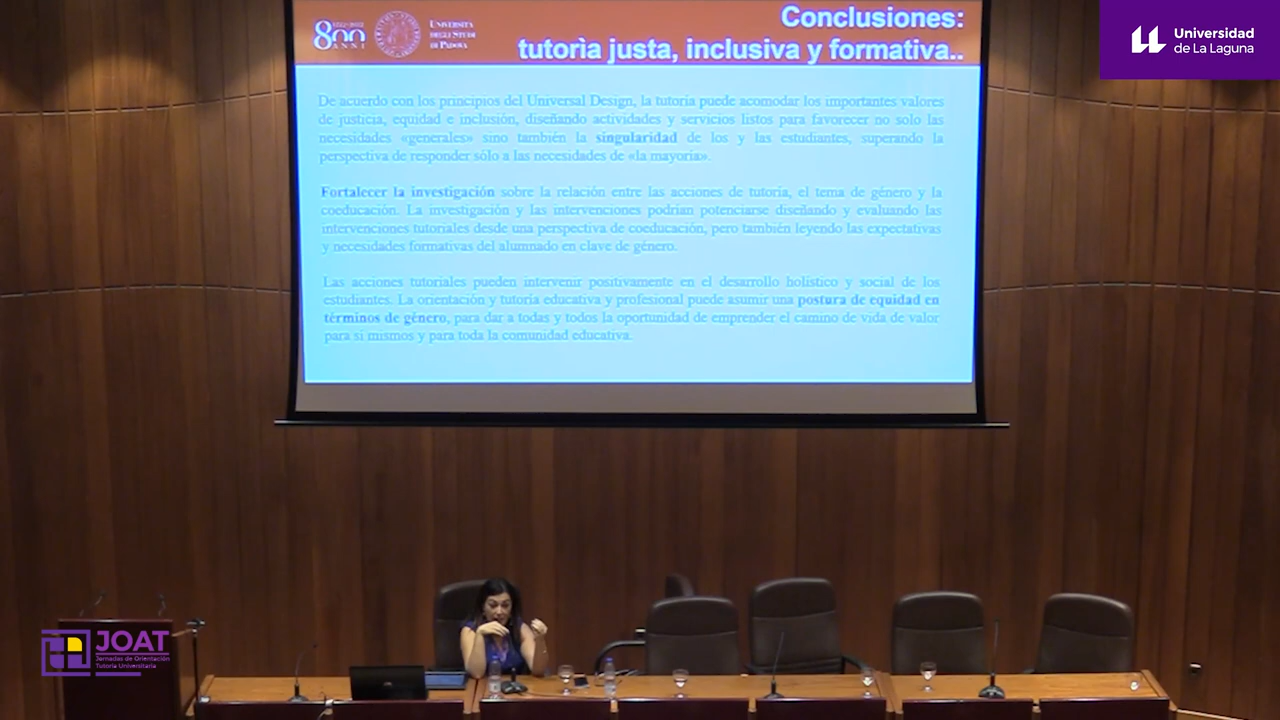 1222·2022
800
ANNI
UNIVERSITÀ
DEGLI STUDI
DI PADOVA
Conclusiones:
tutorìa justa, inclusiva y formativa..
Universidad
de La Laguna
De acuerdo con los principios del Universal Design, la tutoría puede acomodar los importantes valores
de justicia, equidad e inclusión, diseñando actividades y servicios listos para favorecer no solo las
necesidades «generales» sino también la singularidad de los y las estudiantes, superando la
perspectiva de responder sólo a las necesidades de «la mayoría».
Fortalecer la investigación sobre la relación entre las acciones de tutoría, el tema de género y la
coeducación. La investigación y las intervenciones podrían potenciarse diseñando y evaluando las
intervenciones tutoriales desde una perspectiva de coeducación, pero también leyendo las expectativas
y necesidades formativas del alumnado en clave de género.
Las acciones tutoriales pueden intervenir positivamente en el desarrollo holístico y social de los
estudiantes. La orientación y tutoría educativa y profesional puede asumir una postura de equidad en
términos de género, para dar a todas y todos la oportunidad de emprender el camino de vida de valor
para si mismos y para toda la comunidad educativa.
JOAT
Jornadas de Orientación
Tutoría Universitaria